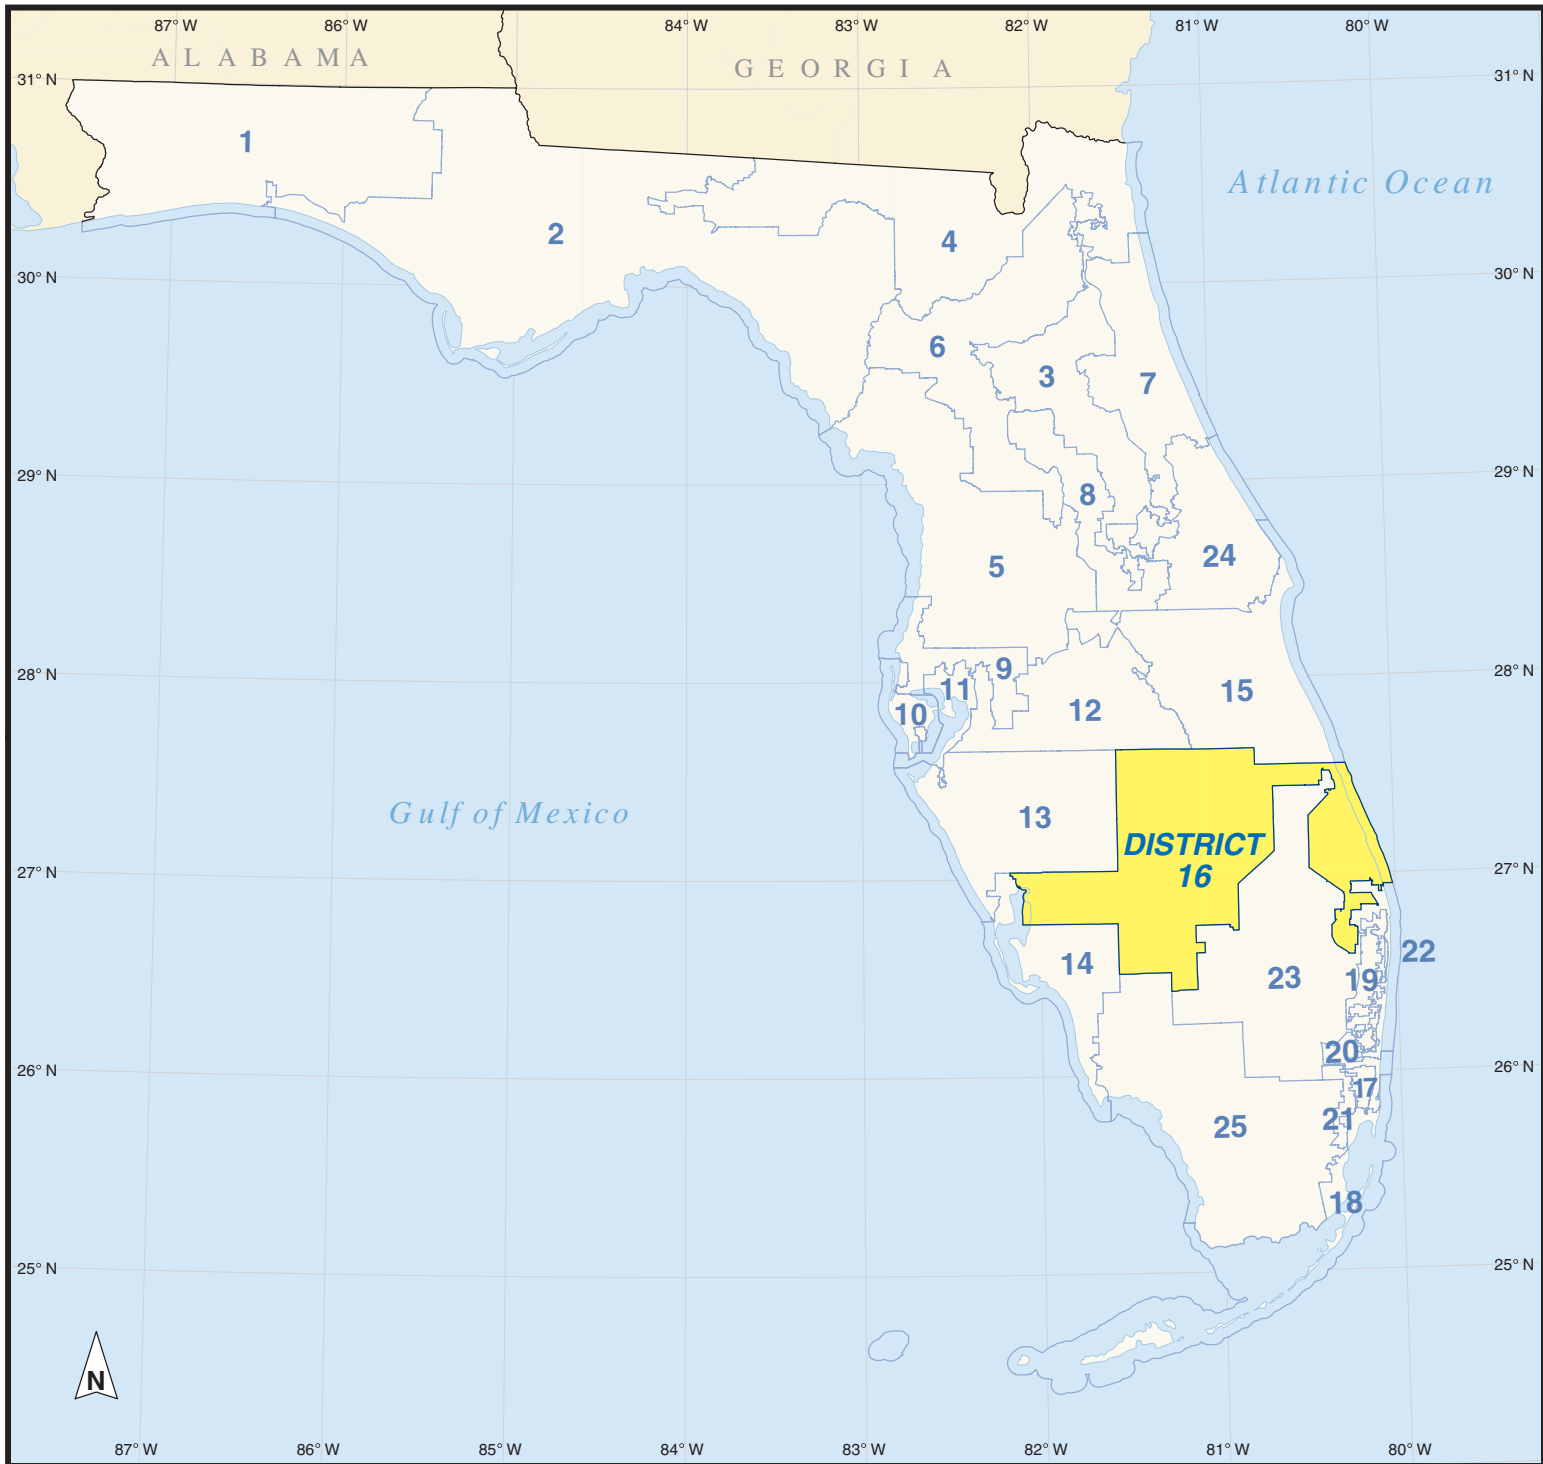 87° W 86° W 84° W 83° W 82° W 81° W 80° W
ALABAMA
GEORGIA
31° N 31° N
1
Atlantic Ocean
2
4
30° N 30° N
6
3
7
29° N 29° N
8
24
5
28° N 28° N
9
11
15
10
12
Gulf of Mexico
13
DISTRICT
16
27° N 27° N
22
14
23
19
20
26° N 26° N
17
21
25
18
25° N 25° N
N
87° W 86° W 85° W 84° W 83° W 82° W 81° W 80° W